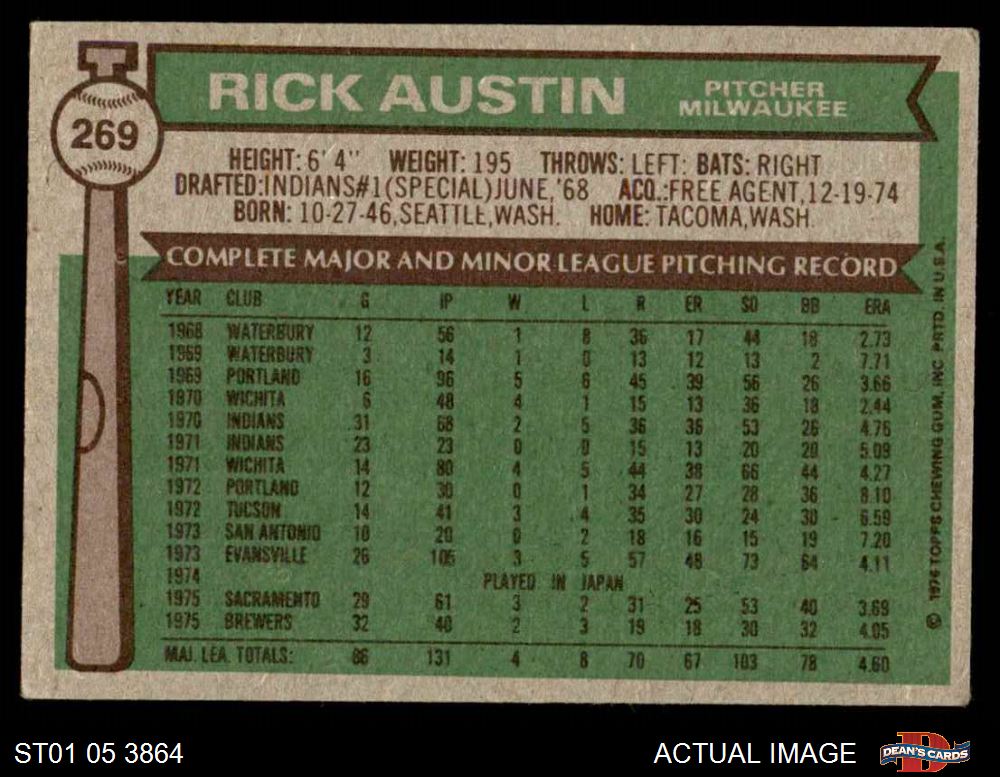 RICK AUSTIN
PITCHER
MILWAUKEE
269
HEIGHT: 6' 4" WEIGHT: 195 THROWS: LEFT: BATS: RIGHT
DRAFTED:INDIANS#1(SPECIAL)JUNE,'68 ACQ.:FREE AGENT,12-19-74
BORN: 10-27-46,SEATTLE,WASH. HOME: TACOMA,WASH.
COMPLETE MAJOR AND MINOR LEAGUE PITCHING RECORD
YEAR CLUB G IP W L R ER SO BB ERA
1968 WATERBURY 12 56 1 8 36 17 44 18 2.73
1969 WATERBURY 3 14 1 0 13 12 13 2 7.71
1969 PORTLAND 16 96 5 6 45 39 56 26 3.66
1970 WICHITA 6 48 4 1 15 13 36 18 2.44
1970 INDIANS 31 68 2 5 36 36 53 26 4.76
1971 INDIANS 23 23 0 0 15 13 20 20 5.09
1971 WICHITA 14 80 4 5 44 38 66 44 4.27
1972 PORTLAND 12 30 0 1 34 27 28 36 8.10
1972 TUCSON 14 41 3 4 35 30 24 30 6.59
1973 SAN ANTONIO 10 20 0 2 18 16 15 19 7.20
1973 EVANSVILLE 26 105 3 5 57 48 73 64 4.11
1974 PLAYED IN JAPAN
1975 SACRAMENTO 29 61 3 2 31 25 53 40 3.69
1975 BREWERS 32 40 2 3 19 18 30 32 4.05
MAJ. LEA. TOTALS: 86 131 4 8 70 67 103 78 4.60
© 1976 TOPPS CHEWING GUM, INC. PRTD. IN U.S.A.
ST01 05 3864
ACTUAL IMAGE
D
DEAN'S CARDS